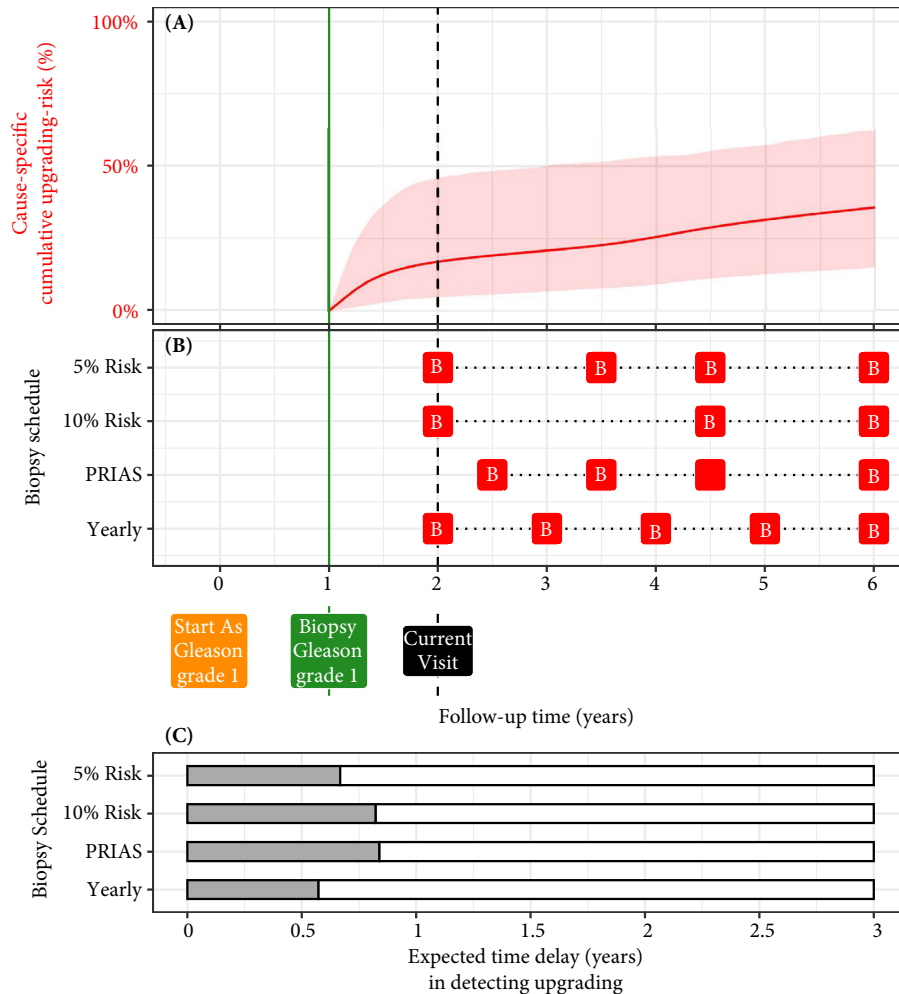 (A)
100%
50%
0%
Cause-specific
cumulative upgrading-risk (%)
(B)
Biopsy schedule
5% Risk
B B B B
10% Risk
B B B
PRIAS
B B B
Yearly
B B B B B
0 1 2 3 4 5 6
Start As
Gleason
grade 1
Biopsy
Gleason
grade 1
Current
Visit
Follow-up time (years)
(C)
Biopsy Schedule
5% Risk
10% Risk
PRIAS
Yearly
0 0.5 1 1.5 2 2.5 3
Expected time delay (years)
in detecting upgrading